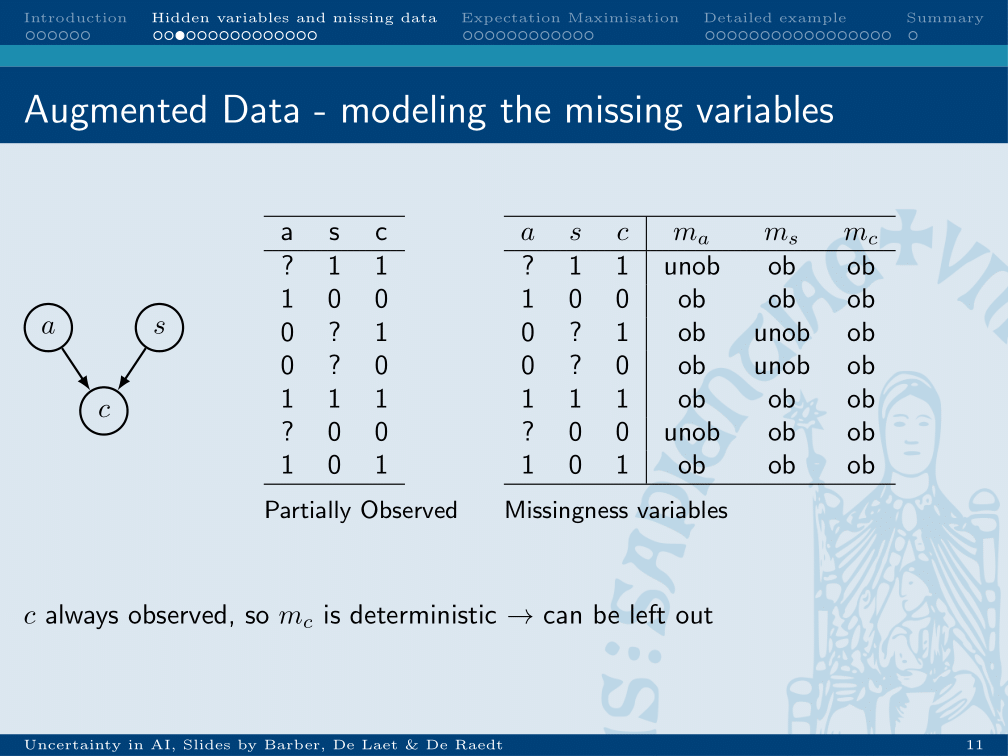 Introduction Hidden variables and missing data Expectation Maximisation Detailed example Summary
Augmented Data - modeling the missing variables
a s
c
a s c
? 1 1
1 0 0
0 ? 1
0 ? 0
1 1 1
? 0 0
1 0 1
Partially Observed
a s c m_a m_s m_c
? 1 1 unob ob ob
1 0 0 ob ob ob
0 ? 1 ob unob ob
0 ? 0 ob unob ob
1 1 1 ob ob ob
? 0 0 unob ob ob
1 0 1 ob ob ob
Missingness variables
c always observed, so m_c is deterministic → can be left out
Uncertainty in AI, Slides by Barber, De Laet & De Raedt 11